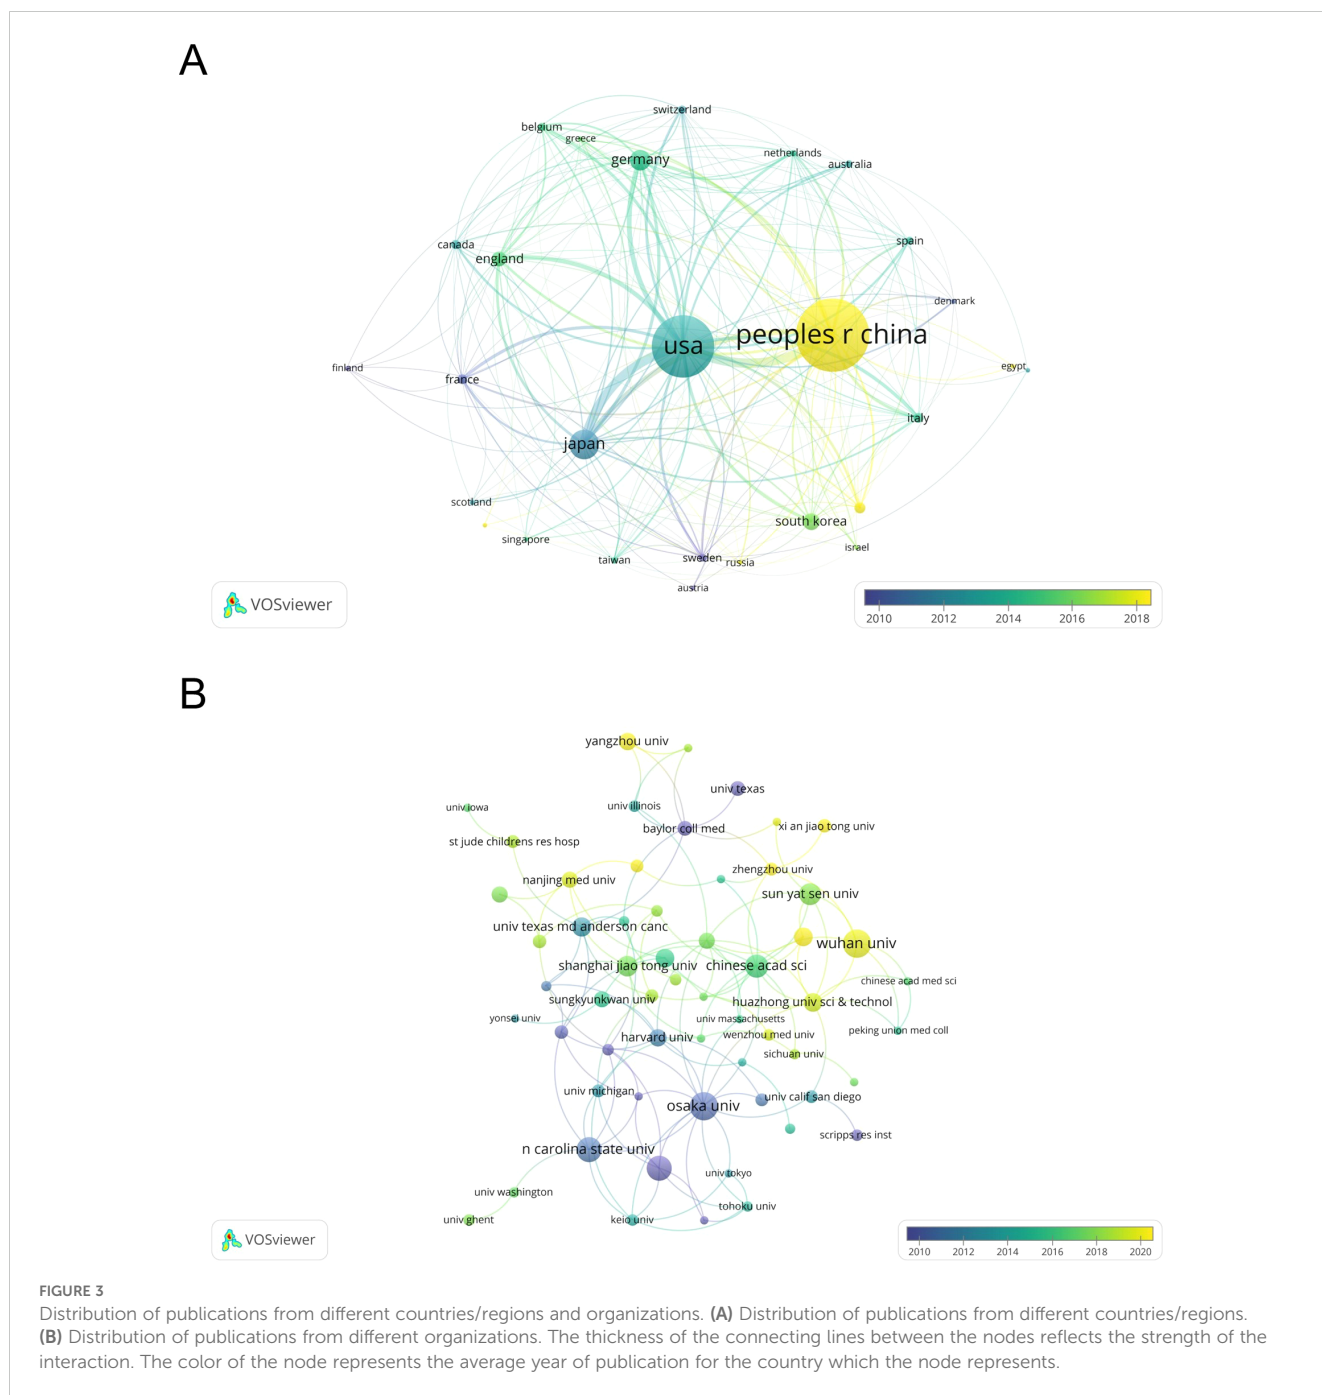 A
switzerland
belgium
greece
germany
netherlands
australia
canada
england
spain
denmark
usa
peoples r china
finland
france
egypt
italy
japan
scotland
singapore
south korea
taiwan
sweden
russia
israel
austria
VOSviewer
2010 2012 2014 2016 2018
B
yangzhou univ
univ texas
univ iowa
univ illinois
baylor coll med
xi an jiao tong univ
st jude childrens res hosp
zhengzhou univ
nanjing med univ
sun yat sen univ
univ texas md anderson canc
wuhan univ
shanghai jiao tong univ
chinese acad sci
chinese acad med sci
sungkyunkwan univ
huazhong univ sci & technol
yonsei univ
univ massachusetts
peking union med coll
harvard univ
wenzhou med univ
sichuan univ
univ michigan
univ calif san diego
osaka univ
scripps res inst
n carolina state univ
univ tokyo
univ washington
tohoku univ
univ ghent
keio univ
VOSviewer
2010 2012 2014 2016 2018 2020
FIGURE 3
Distribution of publications from different countries/regions and organizations. (A) Distribution of publications from different countries/regions.
(B) Distribution of publications from different organizations. The thickness of the connecting lines between the nodes reflects the strength of the
interaction. The color of the node represents the average year of publication for the country which the node represents.